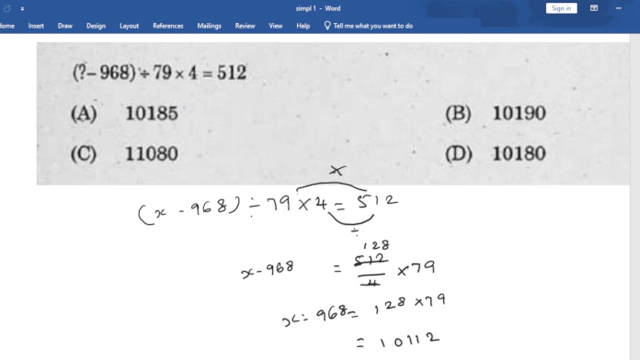 simpl 1 - Word
Sign in
Home Insert Design Layout References Mailings Review View Help Tell me what you want to do
(?– 968) ÷ 79 × 4 = 512
(A) 10185 (B) 10190
(C) 11080 (D) 10180
×
(x - 968) ÷ 79 × 4 = 512
÷
128
x - 968 = 512/4 × 79
x = 968 = 128 × 79
= 10112